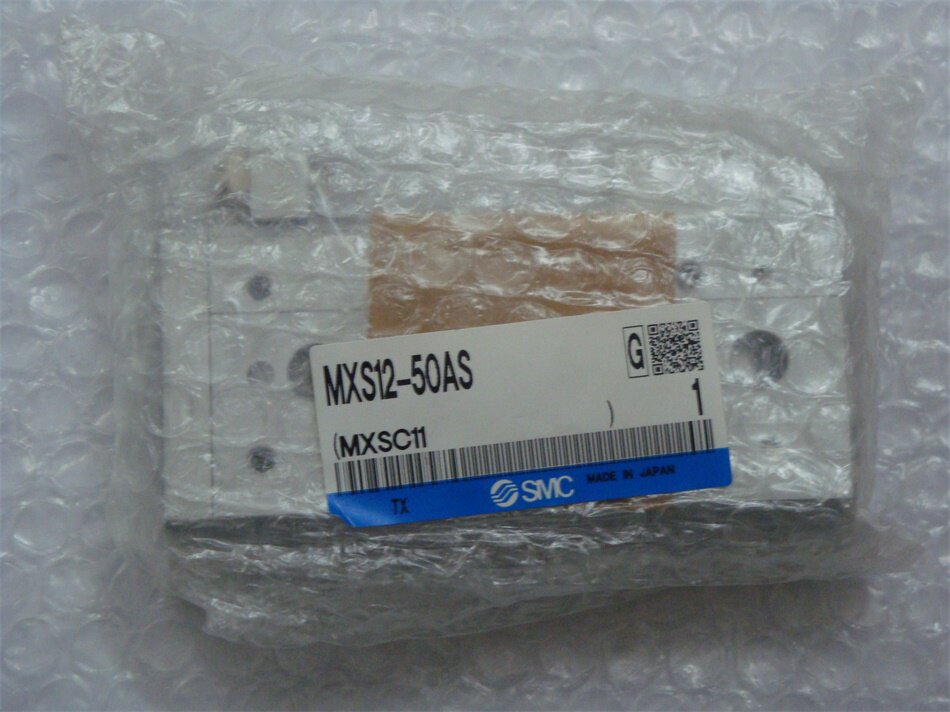 MXS12-50AS
G
1
(MXSC11 )
TX
SMC MADE IN JAPAN